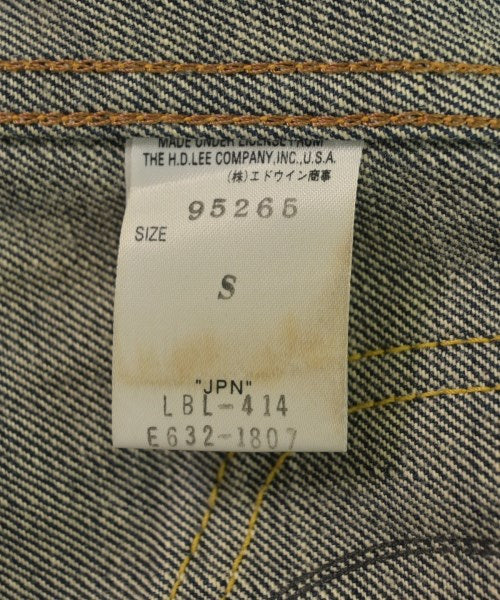 MADE UNDER LICENSE FROM
THE H.D.LEE COMPANY,INC.,U.S.A.
(株)エドウイン商事
95265
SIZE
S
"JPN"
LBL-414
E632-1807